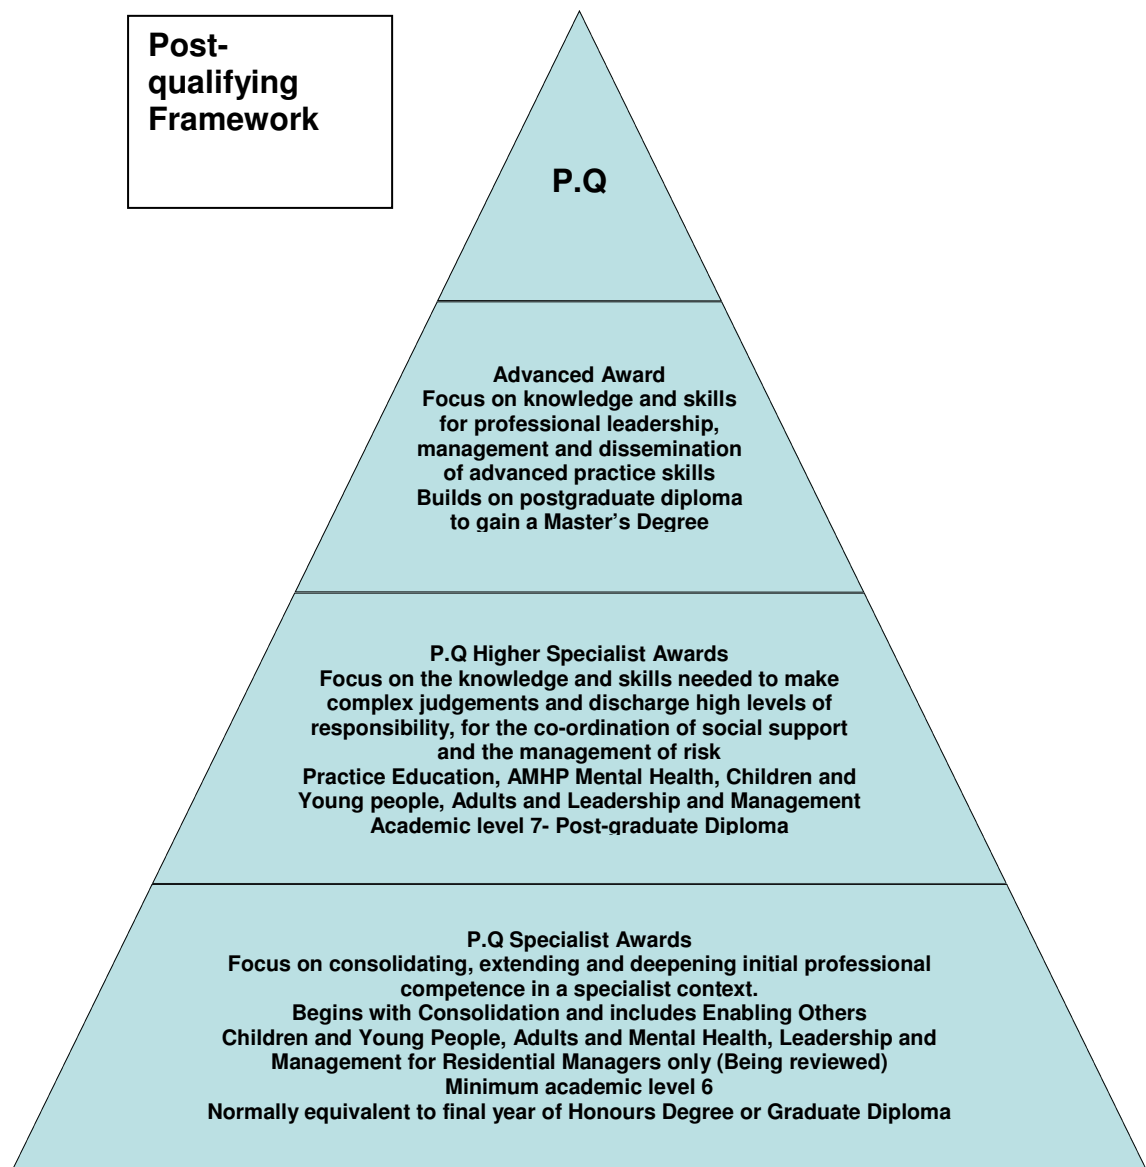 Post-
qualifying
Framework
P.Q
Advanced Award
Focus on knowledge and skills
for professional leadership,
management and dissemination
of advanced practice skills
Builds on postgraduate diploma
to gain a Master’s Degree
P.Q Higher Specialist Awards
Focus on the knowledge and skills needed to make
complex judgements and discharge high levels of
responsibility, for the co-ordination of social support
and the management of risk
Practice Education, AMHP Mental Health, Children and
Young people, Adults and Leadership and Management
Academic level 7- Post-graduate Diploma
P.Q Specialist Awards
Focus on consolidating, extending and deepening initial professional
competence in a specialist context.
Begins with Consolidation and includes Enabling Others
Children and Young People, Adults and Mental Health, Leadership and
Management for Residential Managers only (Being reviewed)
Minimum academic level 6
Normally equivalent to final year of Honours Degree or Graduate Diploma